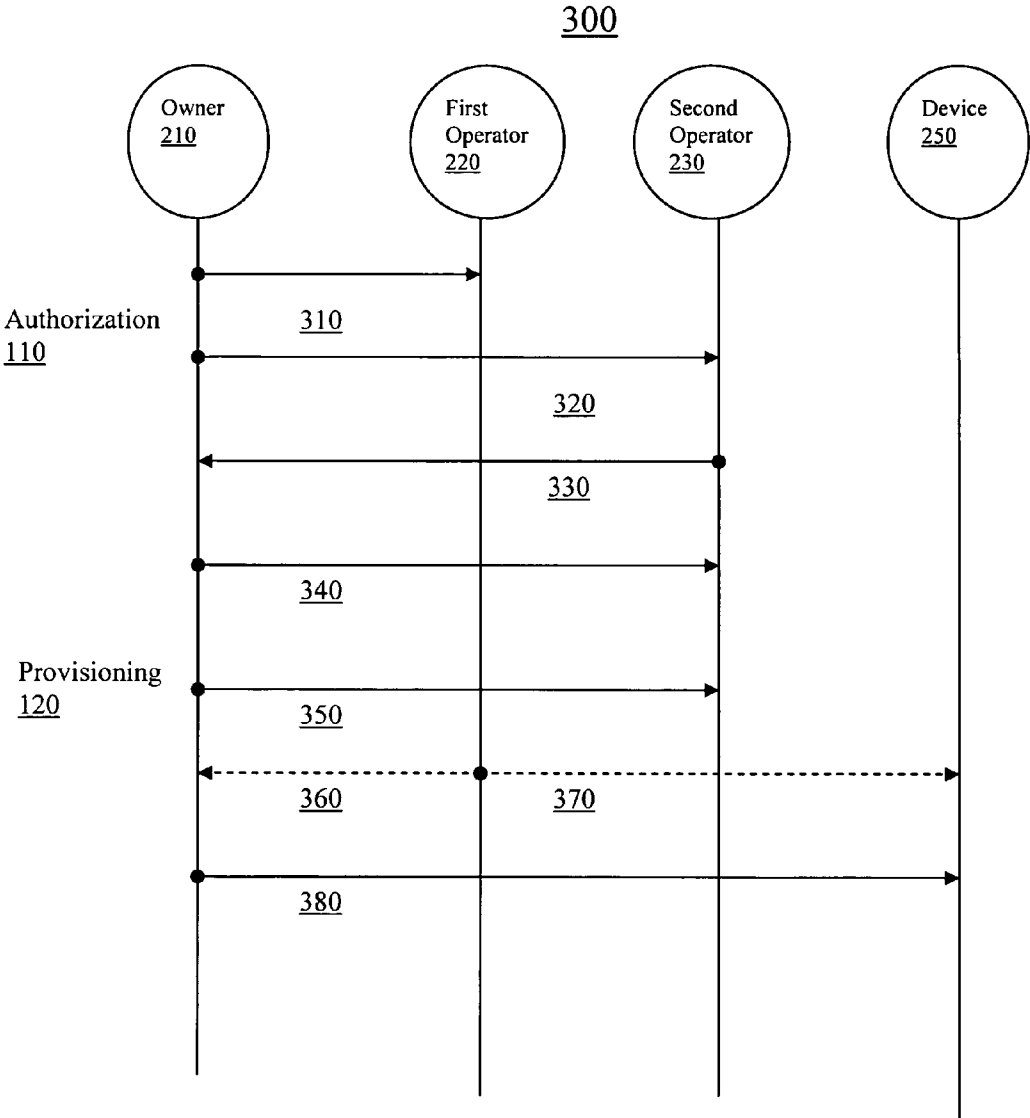 300
Owner
210
First
Operator
220
Second
Operator
230
Device
250
Authorization
110
310
320
330
340
Provisioning
120
350
360
370
380